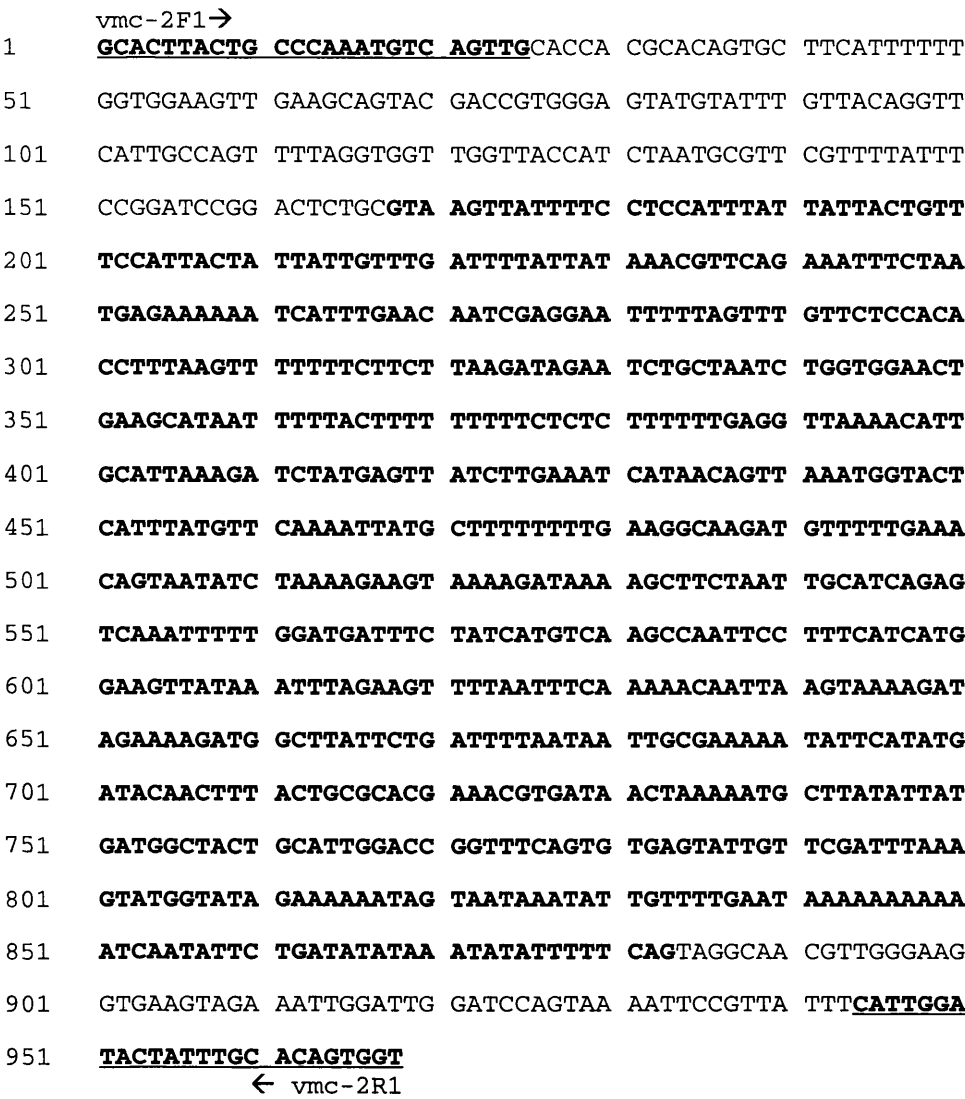 vmc-2F1→
1 GCACTTACTG CCCAAATGTC AGTTGCACCA CGCACAGTGC TTCATTTTTT
51 GGTGGAAGTT GAAGCAGTAC GACCGTGGGA GTATGTATTT GTTACAGGTT
101 CATTGCCAGT TTTAGGTGGT TGGTTACCAT CTAATGCGTT CGTTTTATTT
151 CCGGATCCGG ACTCTGCGTA AGTTATTTTC CTCCATTTAT TATTACTGTT
201 TCCATTACTA TTATTGTTTG ATTTTATTAT AAACGTTCAG AAATTTCTAA
251 TGAGAAAAAA TCATTTGAAC AATCGAGGAA TTTTTAGTTT GTTCTCCACA
301 CCTTTAAGTT TTTTTCTTCT TAAGATAGAA TCTGCTAATC TGGTGGAACT
351 GAAGCATAAT TTTTACTTTT TTTTTCTCTC TTTTTTGAGG TTAAAACATT
401 GCATTAAAGA TCTATGAGTT ATCTTGAAAT CATAACAGTT AAATGGTACT
451 CATTTATGTT CAAAATTATG CTTTTTTTTG AAGGCAAGAT GTTTTTGAAA
501 CAGTAATATC TAAAAGAAGT AAAAGATAAA AGCTTCTAAT TGCATCAGAG
551 TCAAATTTTT GGATGATTTC TATCATGTCA AGCCAATTCC TTTCATCATG
601 GAAGTTATAA ATTTAGAAGT TTTAATTTCA AAAACAATTA AGTAAAAGAT
651 AGAAAAGATG GCTTATTCTG ATTTTAATAA TTGCGAAAAA TATTCATATG
701 ATACAACTTT ACTGCGCACG AAACGTGATA ACTAAAAATG CTTATATTAT
751 GATGGCTACT GCATTGGACC GGTTTCAGTG TGAGTATTGT TCGATTTAAA
801 GTATGGTATA GAAAAAATAG TAATAAATAT TGTTTTGAAT AAAAAAAAAA
851 ATCAATATTC TGATATATAA ATATATTTTT CAGTAGGCAA CGTTGGGAAG
901 GTGAAGTAGA AATTGGATTG GATCCAGTAA AATTCCGTTA TTTCATTGGA
951 TACTATTTGC ACAGTGGT
← vmc-2R1